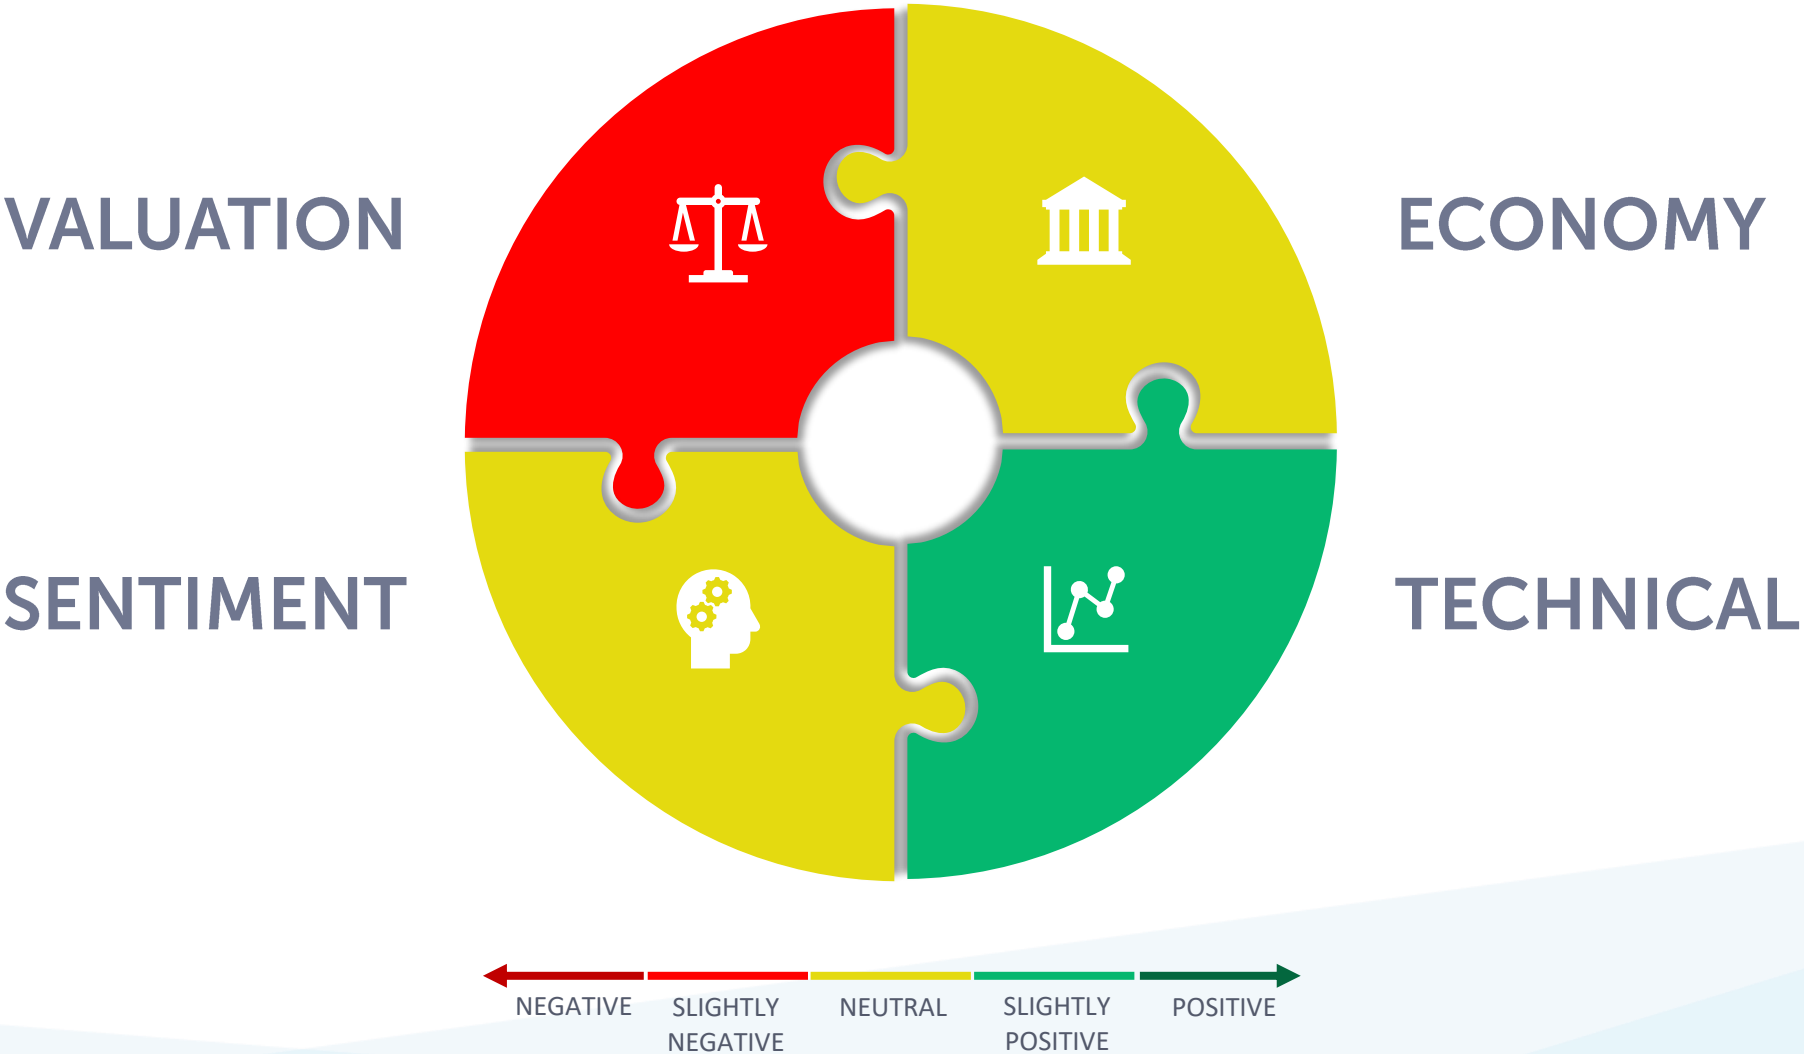 VALUATION
ECONOMY
SENTIMENT
TECHNICAL
NEGATIVE
SLIGHTLY
NEGATIVE
NEUTRAL
SLIGHTLY
POSITIVE
POSITIVE